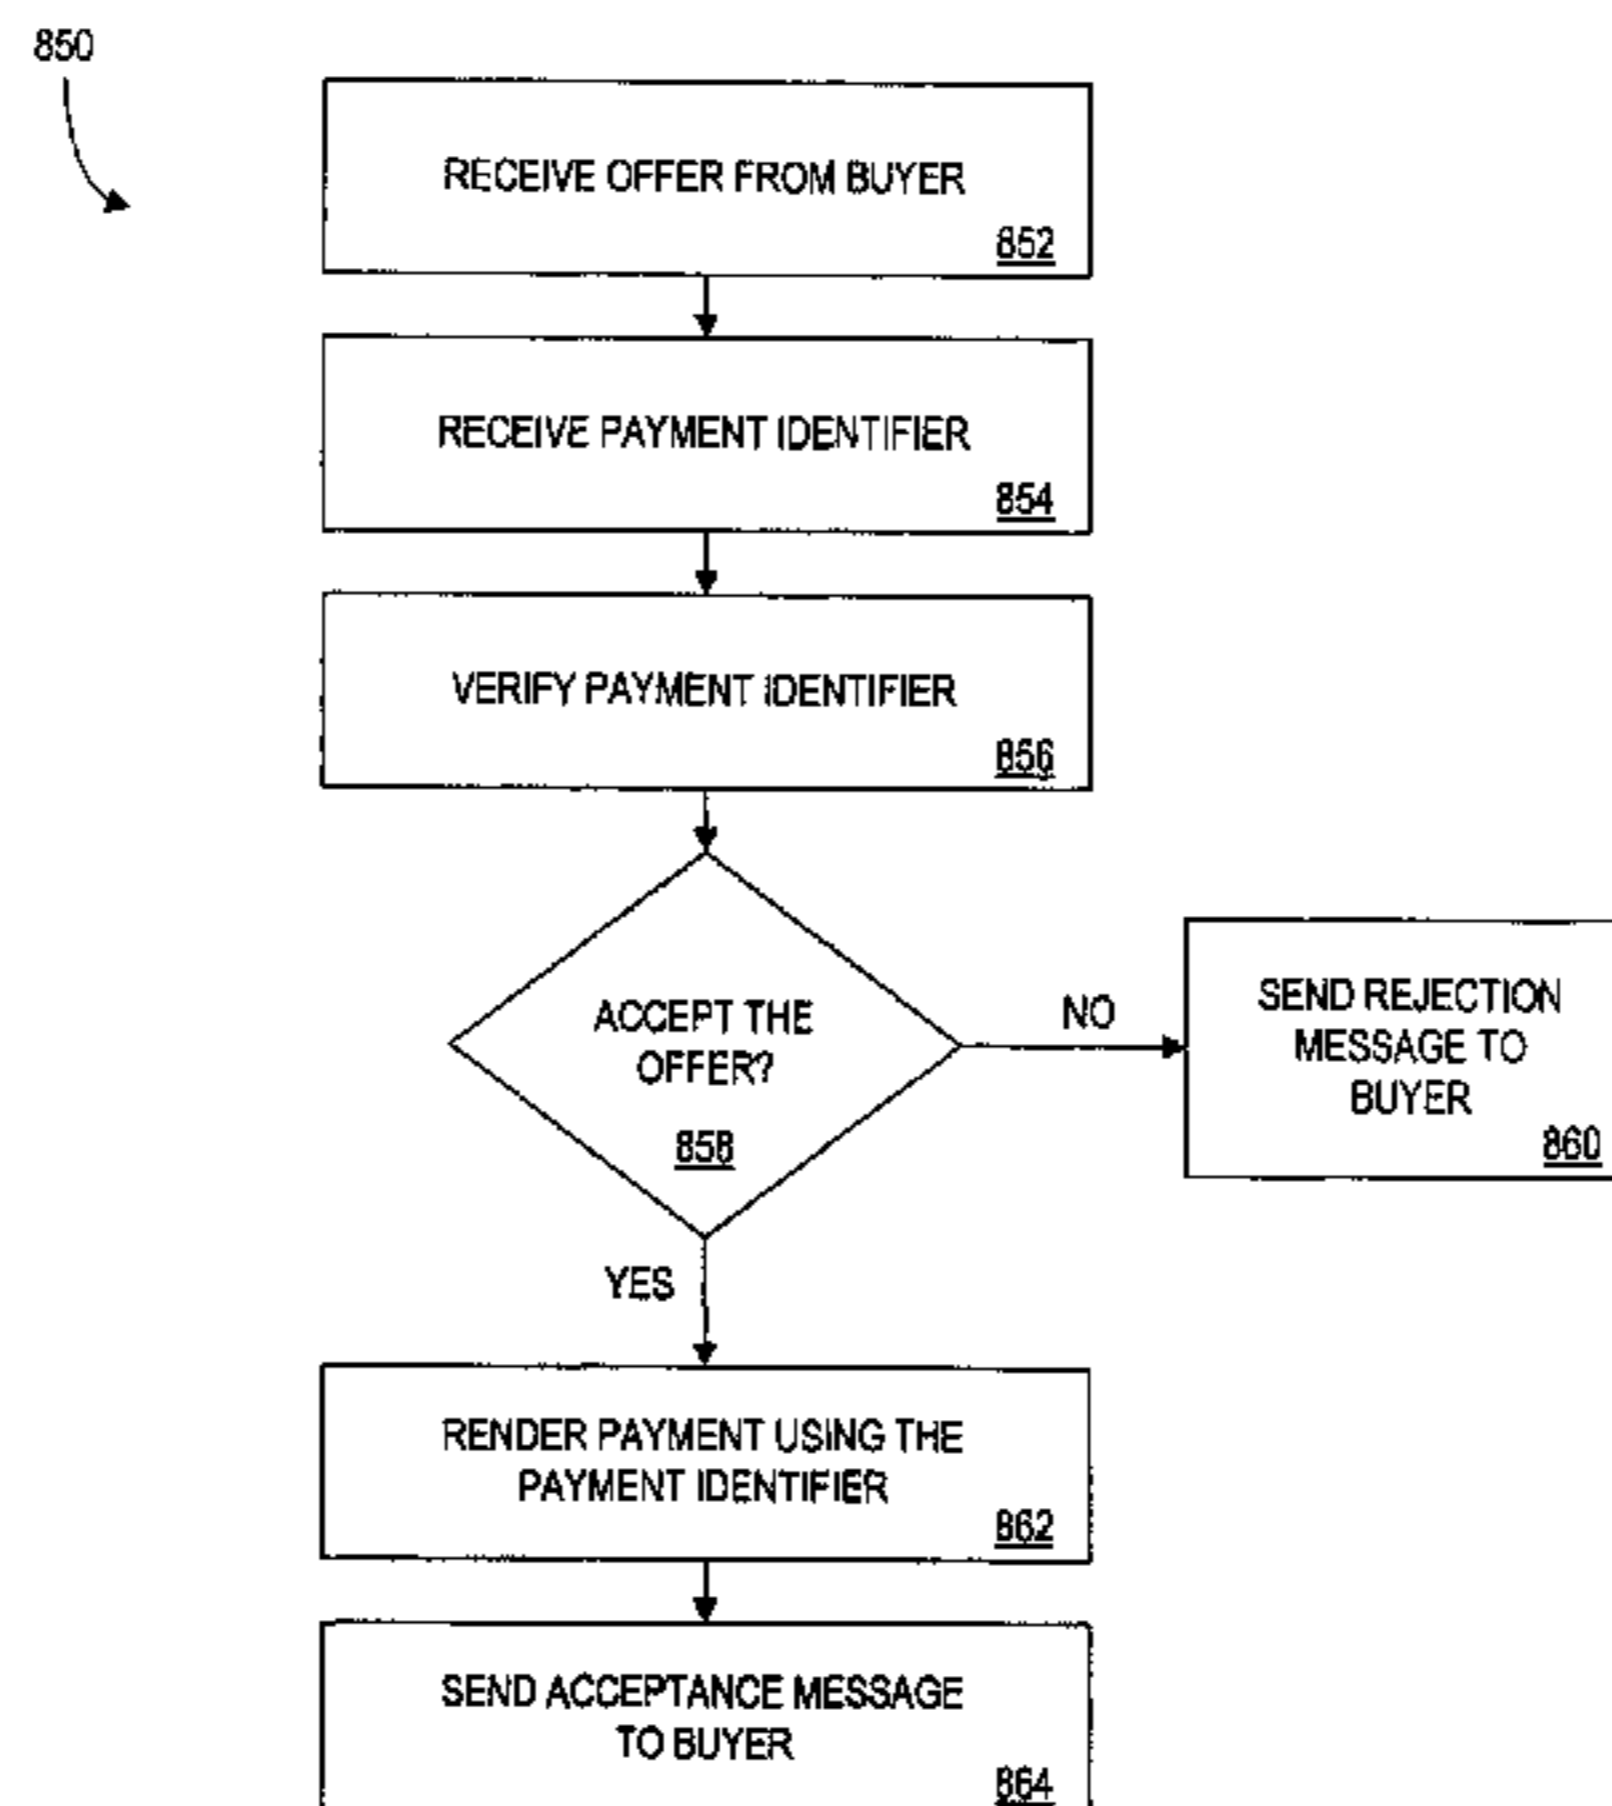 850
RECEIVE OFFER FROM BUYER
852
RECEIVE PAYMENT IDENTIFIER
854
VERIFY PAYMENT IDENTIFIER
856
ACCEPT THE
OFFER?
858
NO
SEND REJECTION
MESSAGE TO
BUYER
860
YES
RENDER PAYMENT USING THE
PAYMENT IDENTIFIER
862
SEND ACCEPTANCE MESSAGE
TO BUYER
864